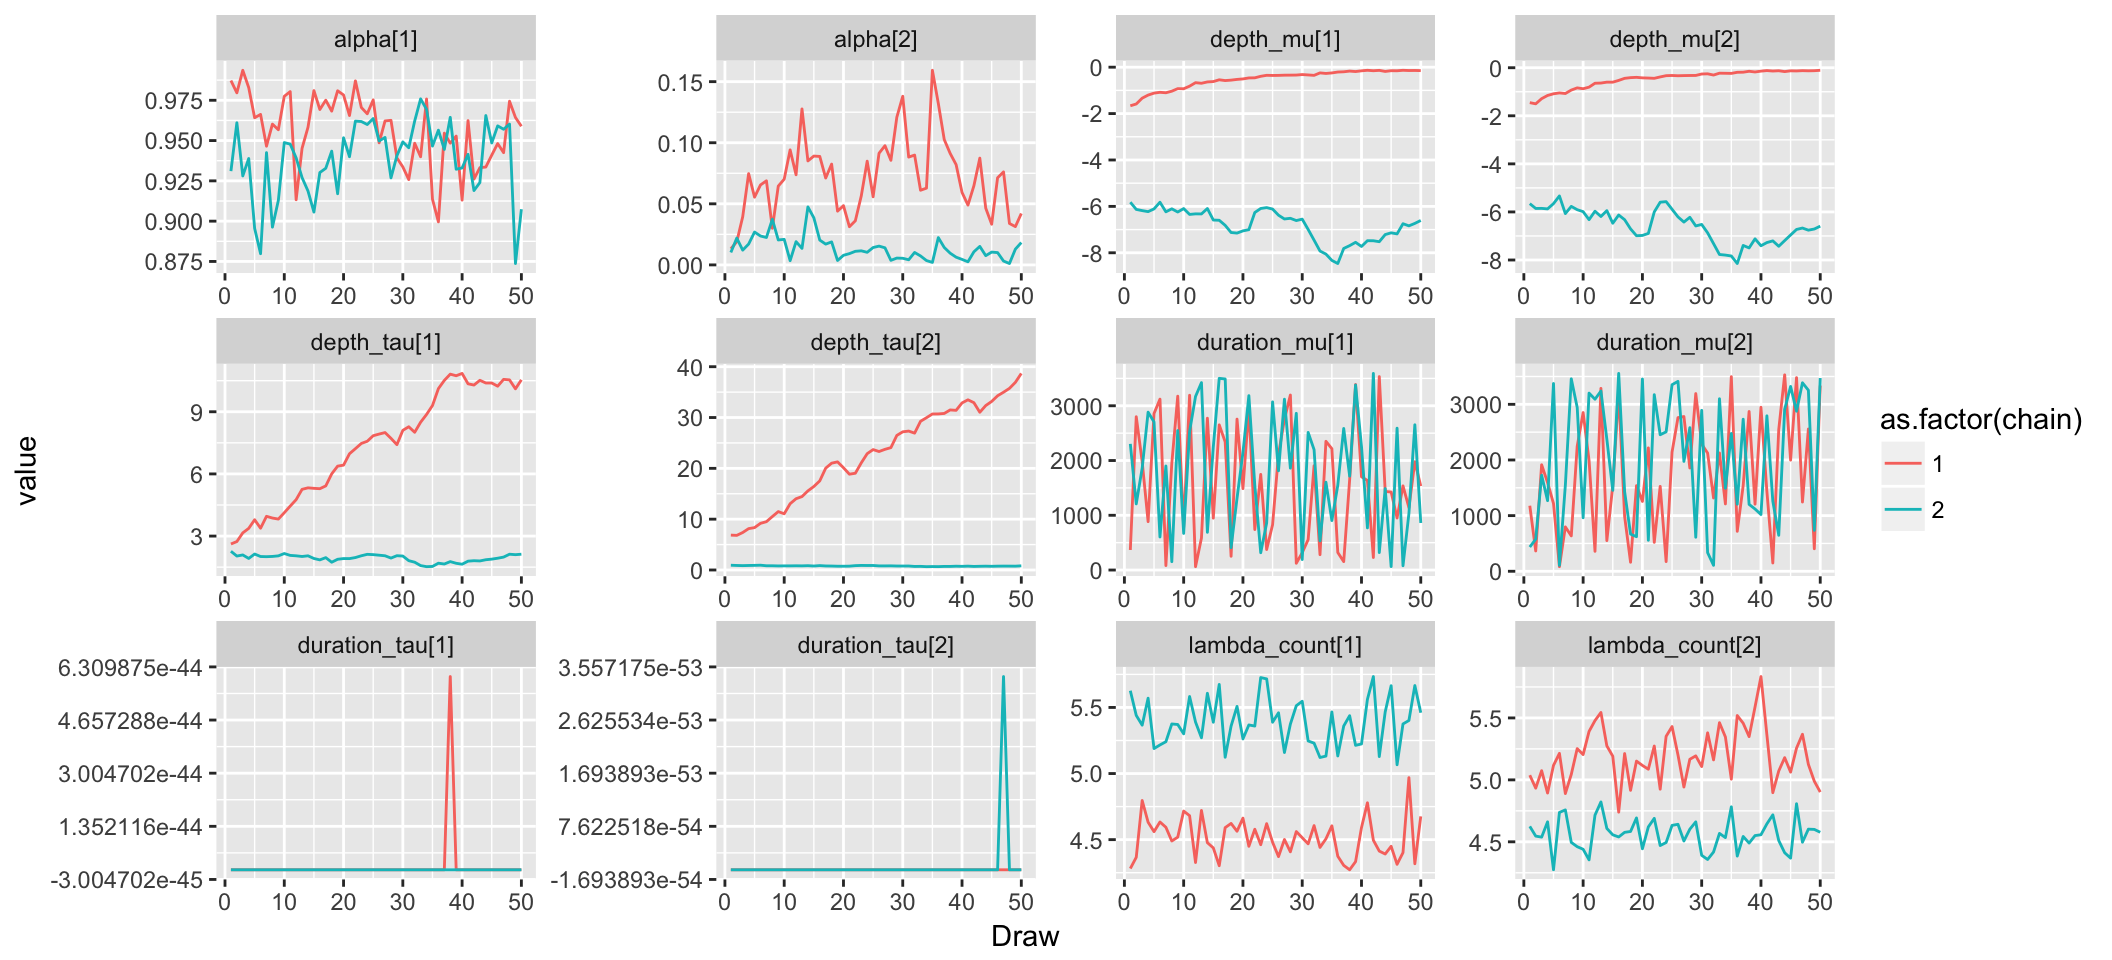 alpha[1]
alpha[2]
depth_mu[1]
depth_mu[2]
0.975
0.950
0.925
0.900
0.875
0 10 20 30 40 50
0.15
0.10
0.05
0.00
0 10 20 30 40 50
0
-2
-4
-6
-8
0 10 20 30 40 50
0
-2
-4
-6
-8
0 10 20 30 40 50
depth_tau[1]
depth_tau[2]
duration_mu[1]
duration_mu[2]
9
6
3
0 10 20 30 40 50
40
30
20
10
0
0 10 20 30 40 50
3000
2000
1000
0
0 10 20 30 40 50
3000
2000
1000
0
0 10 20 30 40 50
duration_tau[1]
duration_tau[2]
lambda_count[1]
lambda_count[2]
6.309875e-44
4.657288e-44
3.004702e-44
1.352116e-44
-3.004702e-45
0 10 20 30 40 50
3.557175e-53
2.625534e-53
1.693893e-53
7.622518e-54
-1.693893e-54
0 10 20 30 40 50
5.5
5.0
4.5
0 10 20 30 40 50
5.5
5.0
4.5
0 10 20 30 40 50
value
Draw
as.factor(chain)
1
2